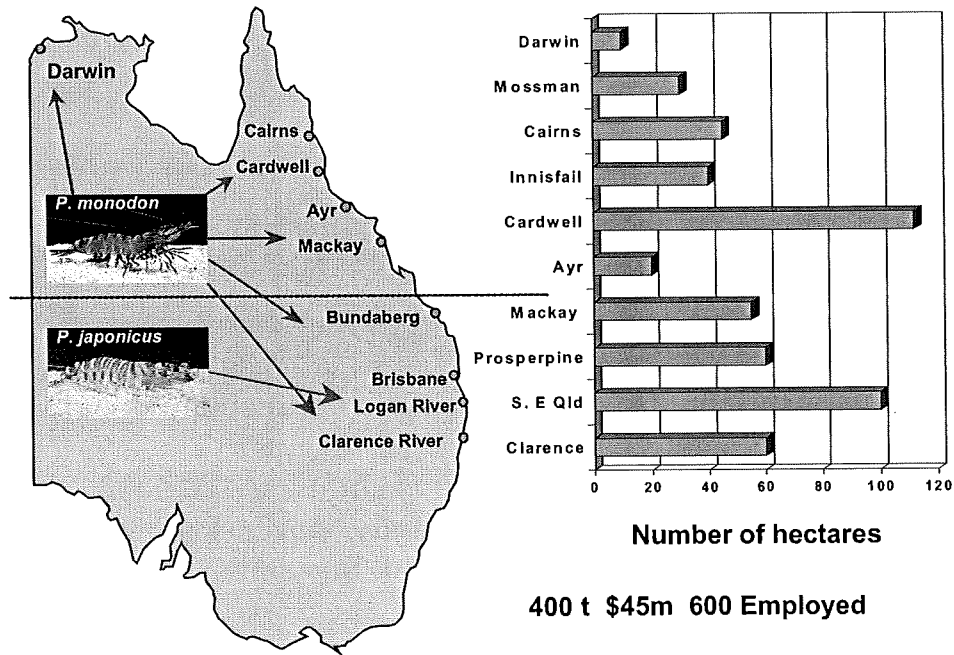 Darwin
Cairns
Cardwell
P. monodon
Ayr
Mackay
Bundaberg
P. japonicus
Brisbane
Logan River
Clarence River
Darwin
Mossman
Cairns
Innisfail
Cardwell
Ayr
Mackay
Prosperpine
S. E Qld
Clarence
0 20 40 60 80 100 120
Number of hectares
400 t $45m 600 Employed